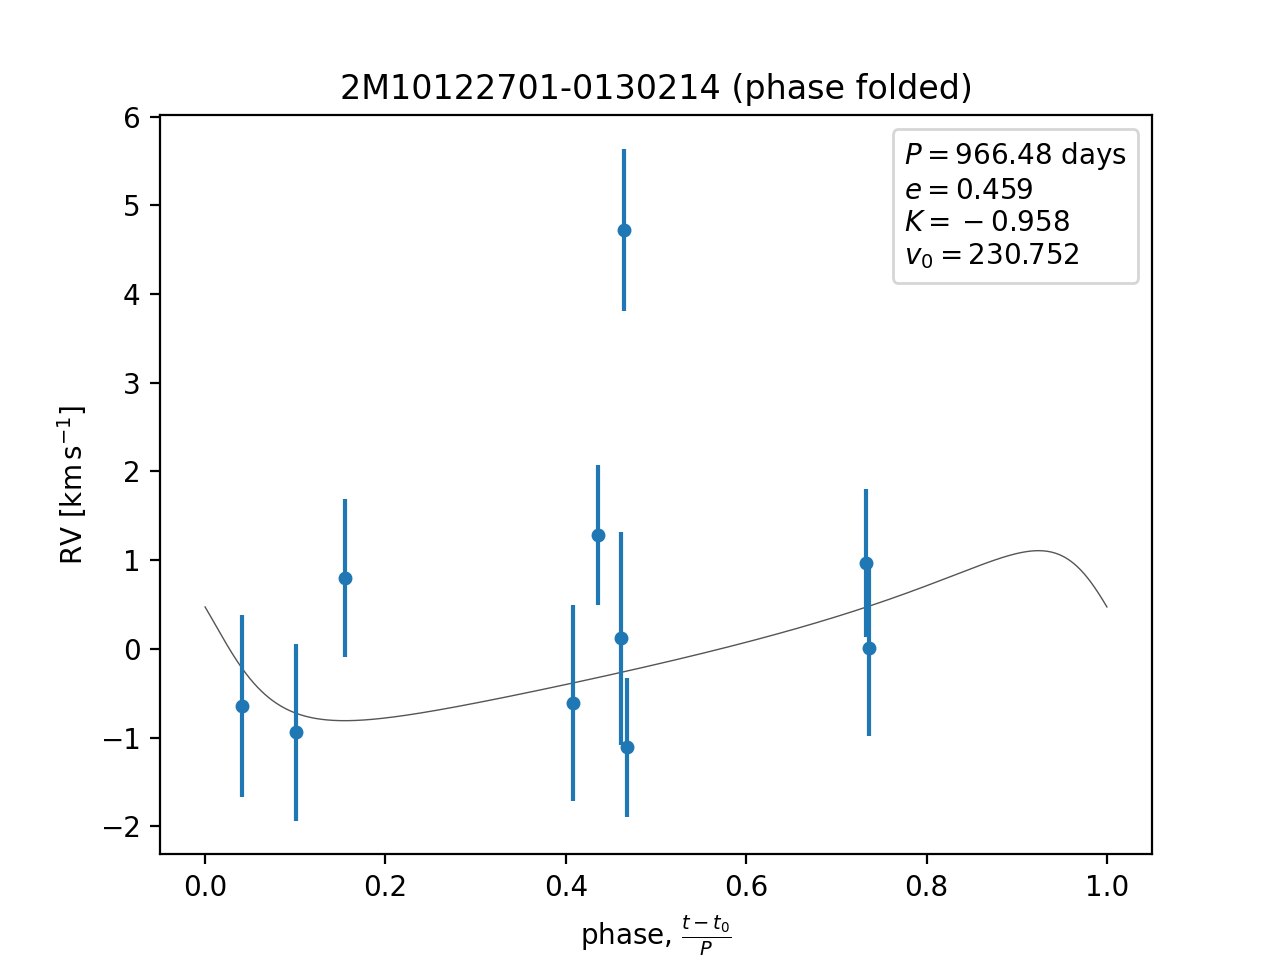 2M10122701-0130214 (phase folded)
P = 966.48 days
e = 0.459
K = −0.958
v₀ = 230.752
6
5
4
3
2
1
0
−1
−2
RV [km s⁻¹]
0.0 0.2 0.4 0.6 0.8 1.0
phase, (t − t₀)/P